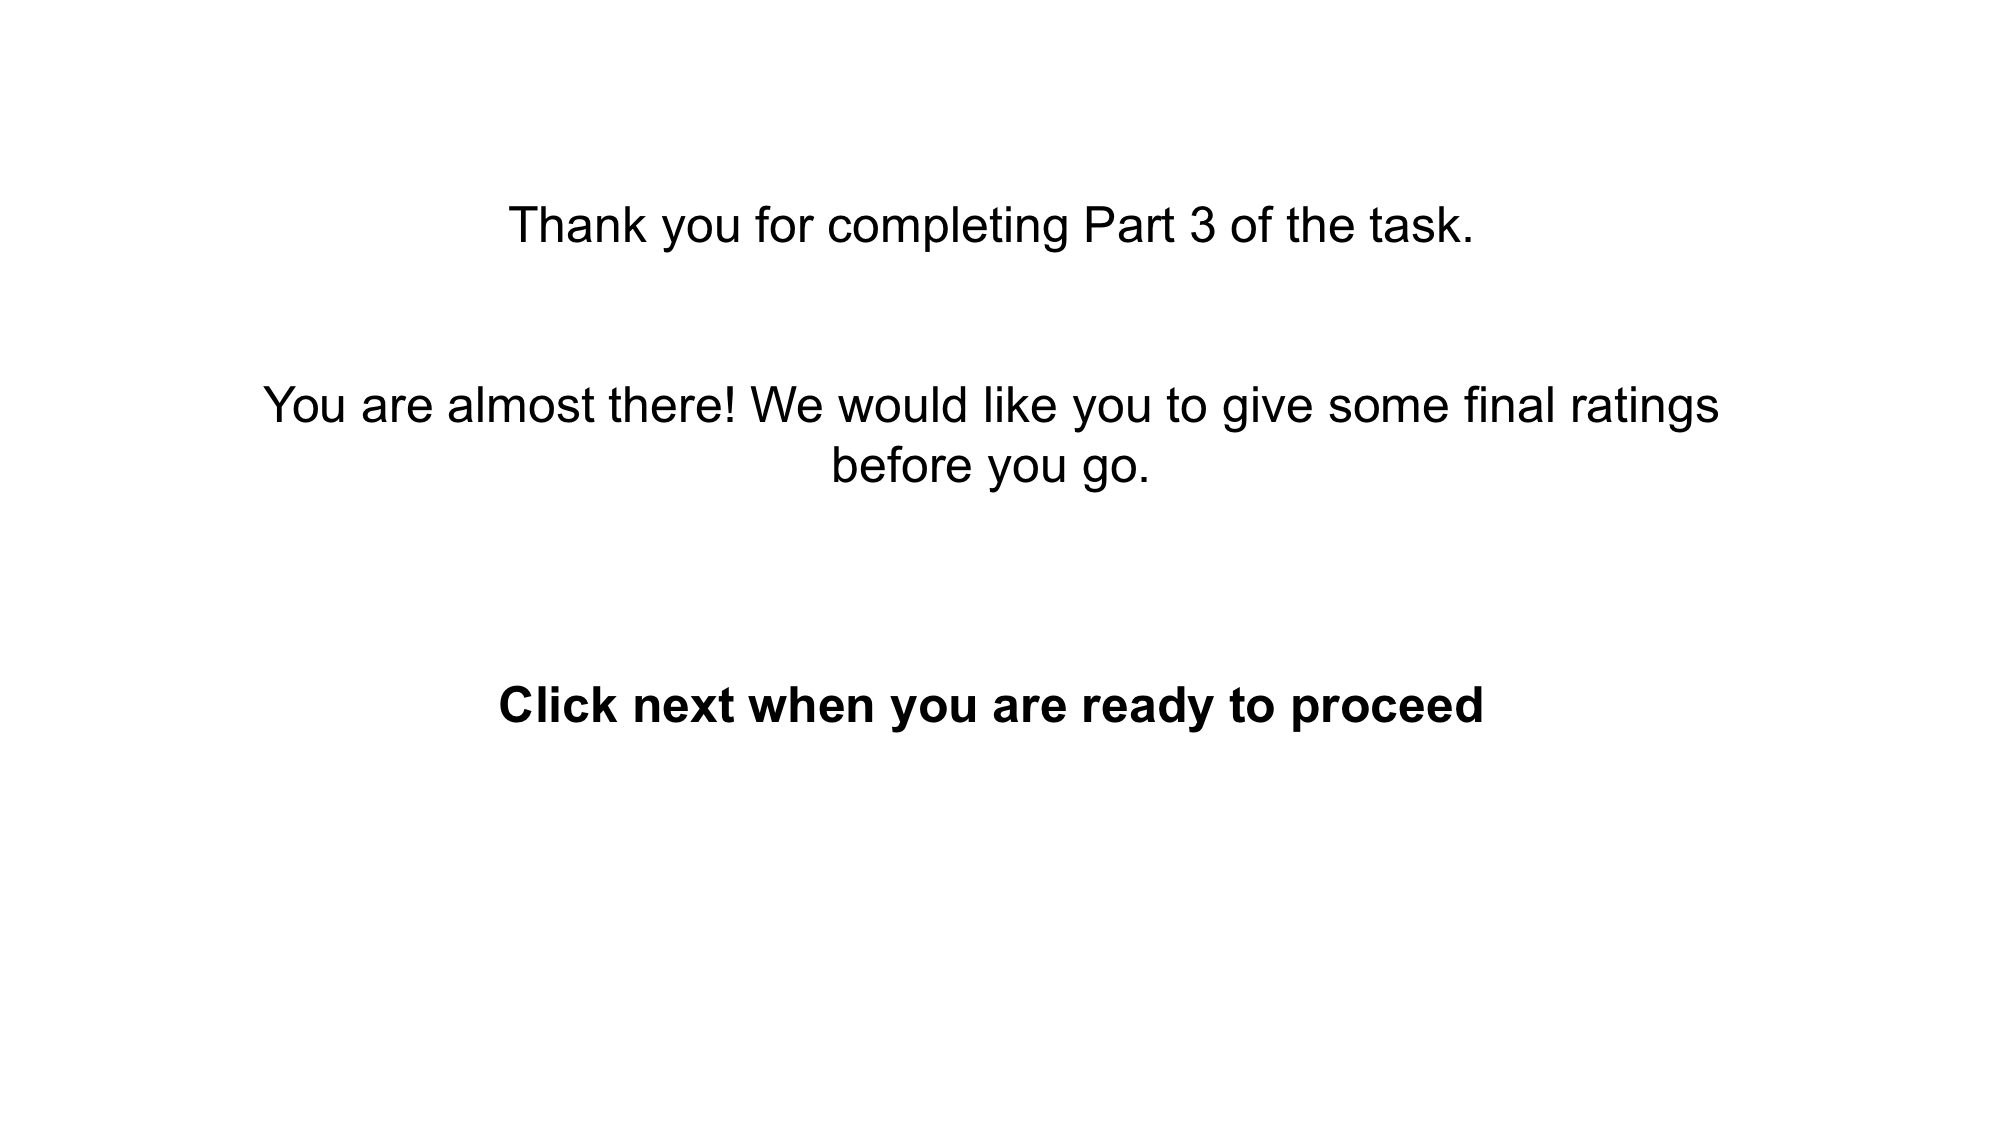 Thank you for completing Part 3 of the task.
You are almost there! We would like you to give some final ratings
before you go.
Click next when you are ready to proceed